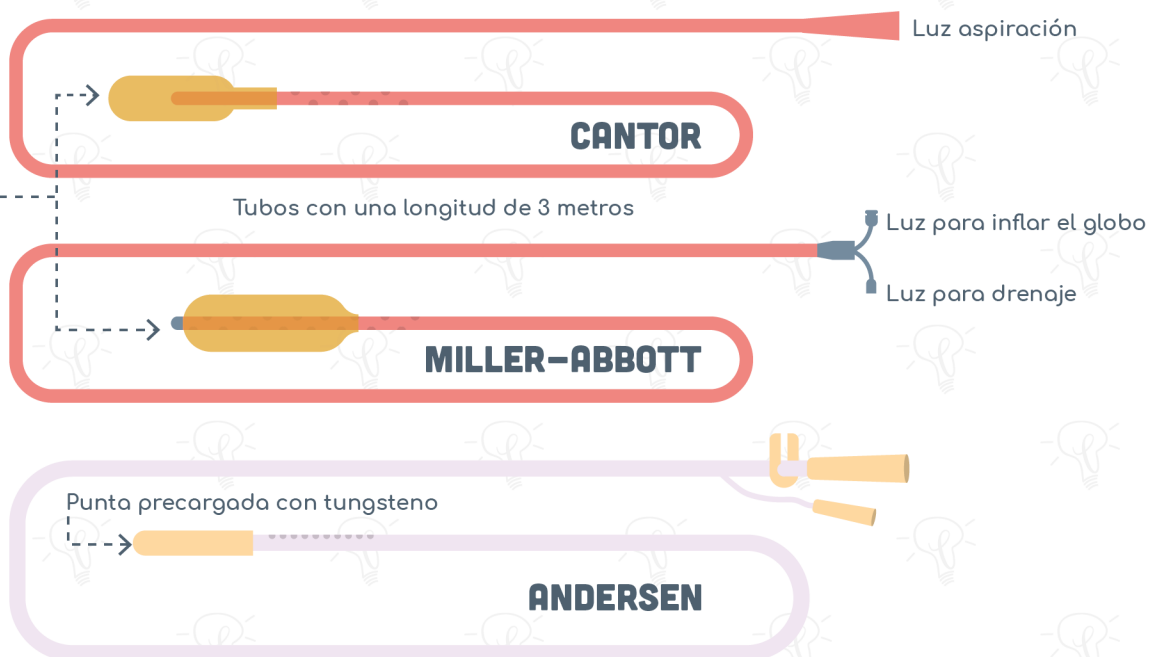 Luz aspiración
CANTOR
Tubos con una longitud de 3 metros
Luz para inflar el globo
Luz para drenaje
MILLER-ABBOTT
Punta precargada con tungsteno
ANDERSEN